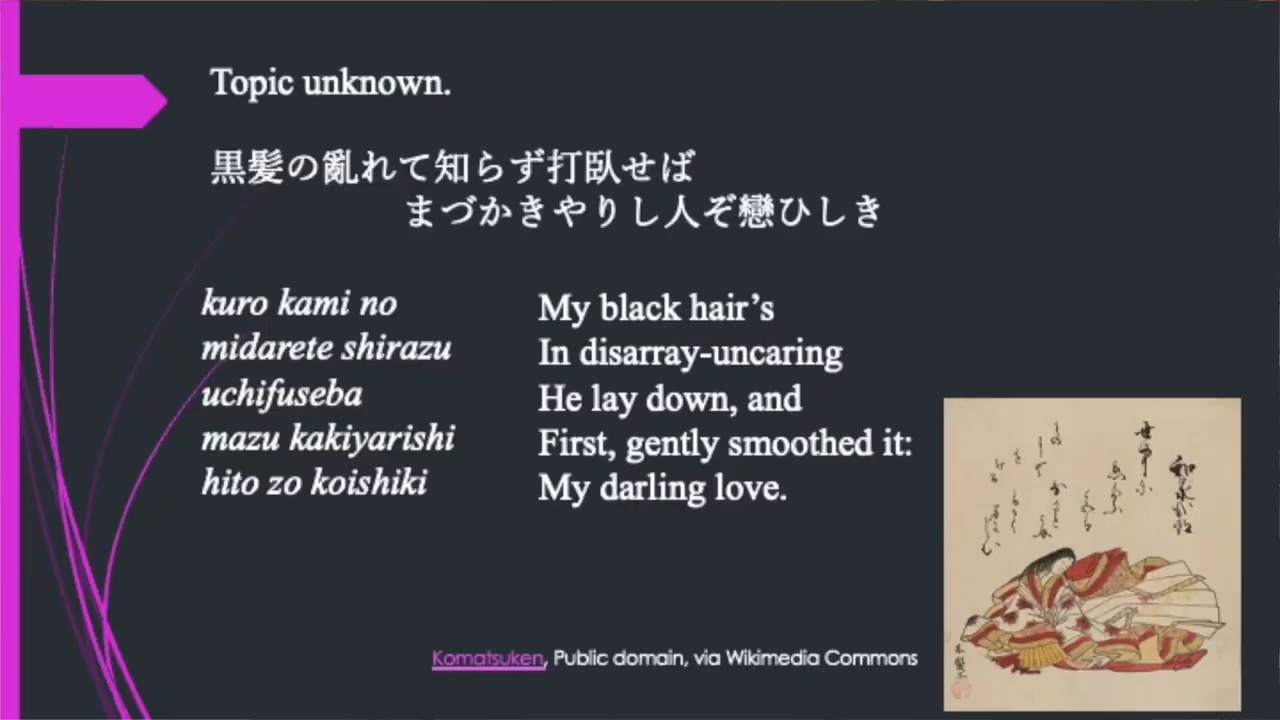 Topic unknown.
黒髪の亂れて知らず打臥せば
まづかきやりし人ぞ戀ひしき
kuro kami no
midarete shirazu
uchifuseba
mazu kakiyarishi
hito zo koishiki
My black hair’s
In disarray-uncaring
He lay down, and
First, gently smoothed it:
My darling love.
Komatsuken, Public domain, via Wikimedia Commons